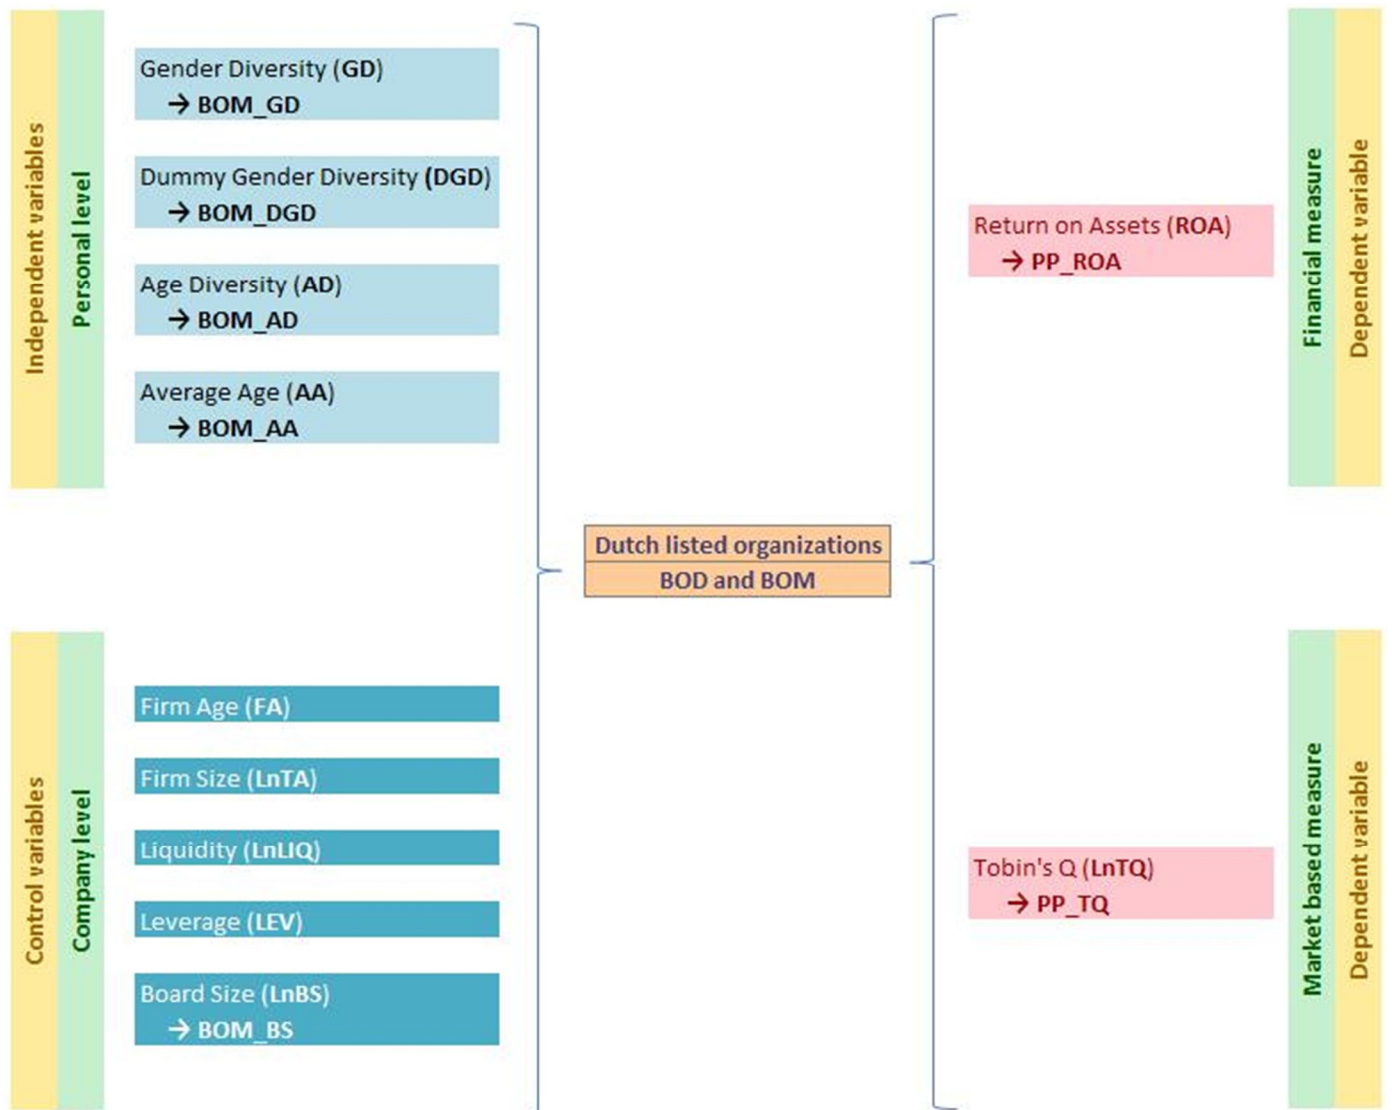 Independent variables
Personal level
Gender Diversity (GD)
→ BOM_GD
Dummy Gender Diversity (DGD)
→ BOM_DGD
Age Diversity (AD)
→ BOM_AD
Average Age (AA)
→ BOM_AA
Control variables
Company level
Firm Age (FA)
Firm Size (LnTA)
Liquidity (LnLIQ)
Leverage (LEV)
Board Size (LnBS)
→ BOM_BS
Dutch listed organizations
BOD and BOM
Return on Assets (ROA)
→ PP_ROA
Financial measure
Dependent variable
Tobin's Q (LnTQ)
→ PP_TQ
Market based measure
Dependent variable